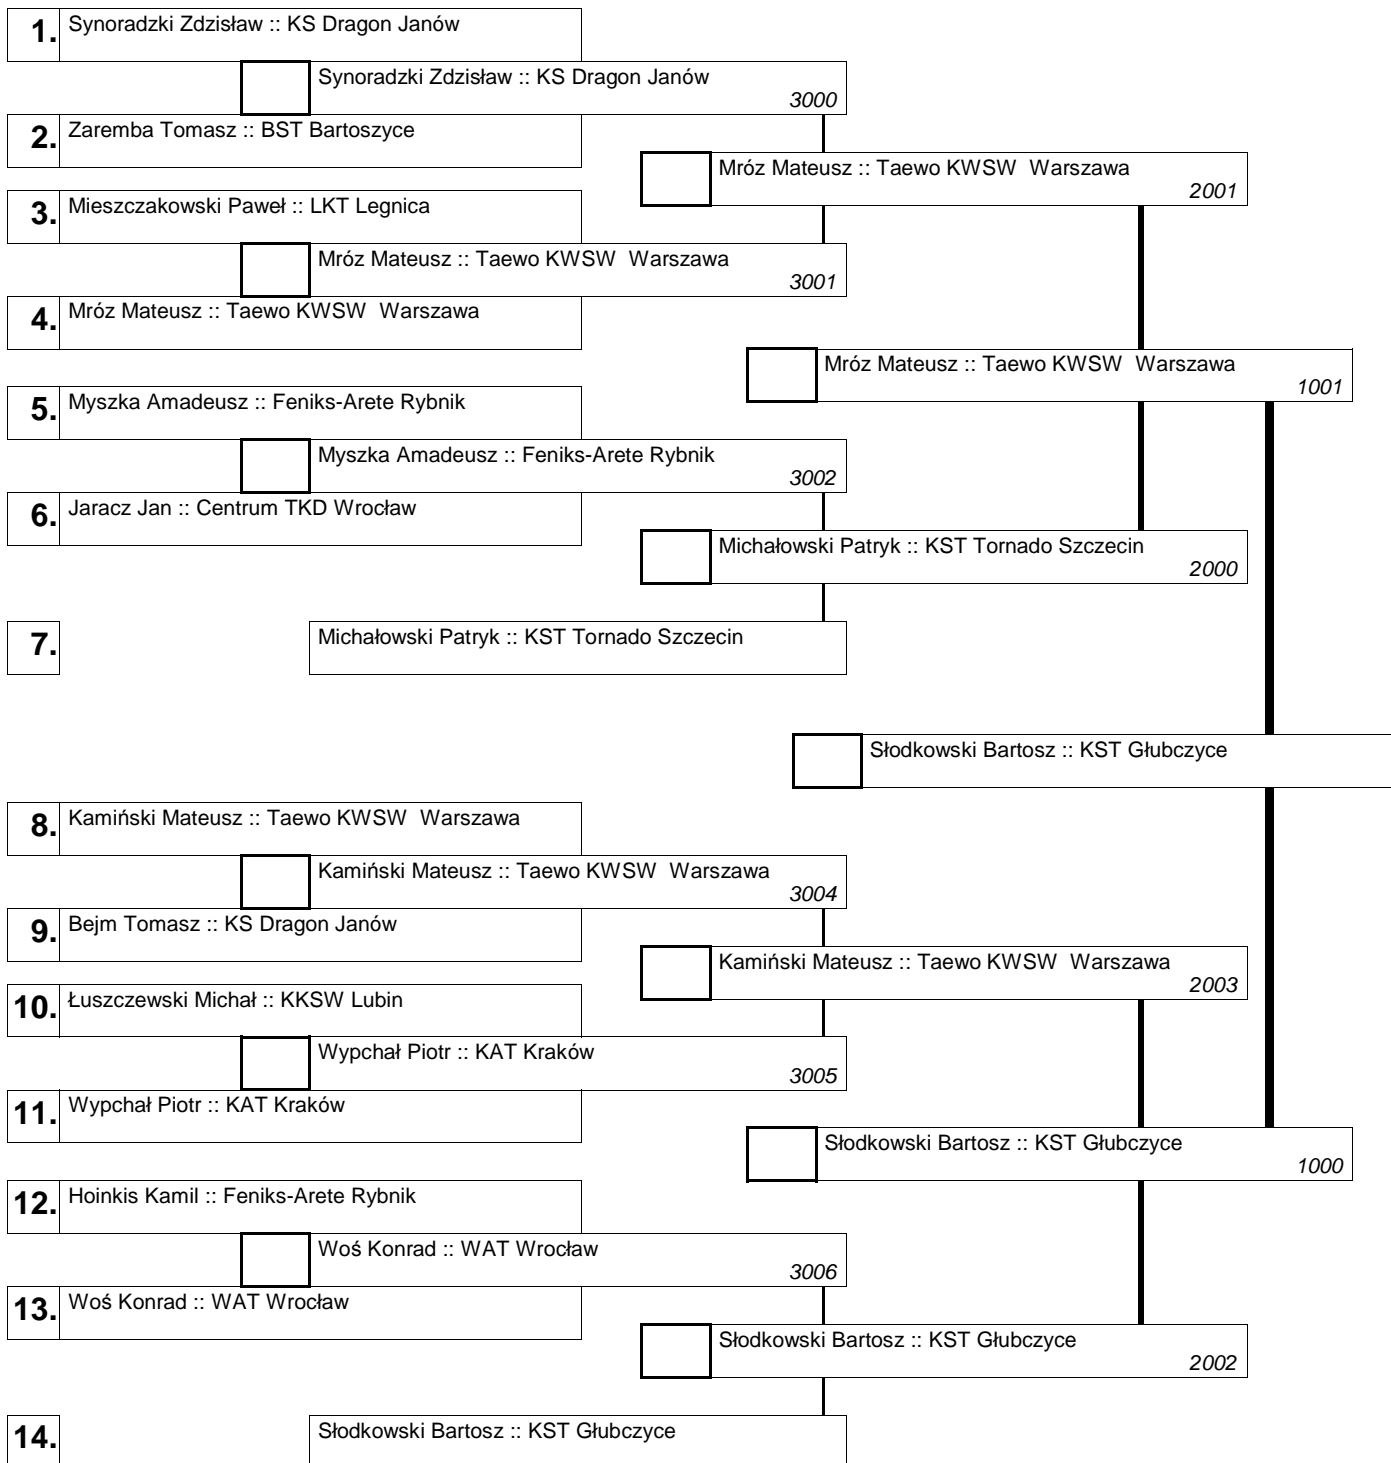 1. Synoradzki Zdzisław :: KS Dragon Janów
Synoradzki Zdzisław :: KS Dragon Janów
3000
2. Zaremba Tomasz :: BST Bartoszyce
Mróz Mateusz :: Taewo KWSW  Warszawa
2001
3. Mieszczakowski Paweł :: LKT Legnica
Mróz Mateusz :: Taewo KWSW  Warszawa
3001
4. Mróz Mateusz :: Taewo KWSW  Warszawa
Mróz Mateusz :: Taewo KWSW  Warszawa
1001
5. Myszka Amadeusz :: Feniks-Arete Rybnik
Myszka Amadeusz :: Feniks-Arete Rybnik
3002
6. Jaracz Jan :: Centrum TKD Wrocław
Michałowski Patryk :: KST Tornado Szczecin
2000
7. Michałowski Patryk :: KST Tornado Szczecin
Słodkowski Bartosz :: KST Głubczyce
8. Kamiński Mateusz :: Taewo KWSW  Warszawa
Kamiński Mateusz :: Taewo KWSW  Warszawa
3004
9. Bejm Tomasz :: KS Dragon Janów
Kamiński Mateusz :: Taewo KWSW  Warszawa
2003
10. Łuszczewski Michał :: KKSW Lubin
Wypchał Piotr :: KAT Kraków
3005
11. Wypchał Piotr :: KAT Kraków
Słodkowski Bartosz :: KST Głubczyce
1000
12. Hoinkis Kamil :: Feniks-Arete Rybnik
Woś Konrad :: WAT Wrocław
3006
13. Woś Konrad :: WAT Wrocław
Słodkowski Bartosz :: KST Głubczyce
2002
14. Słodkowski Bartosz :: KST Głubczyce